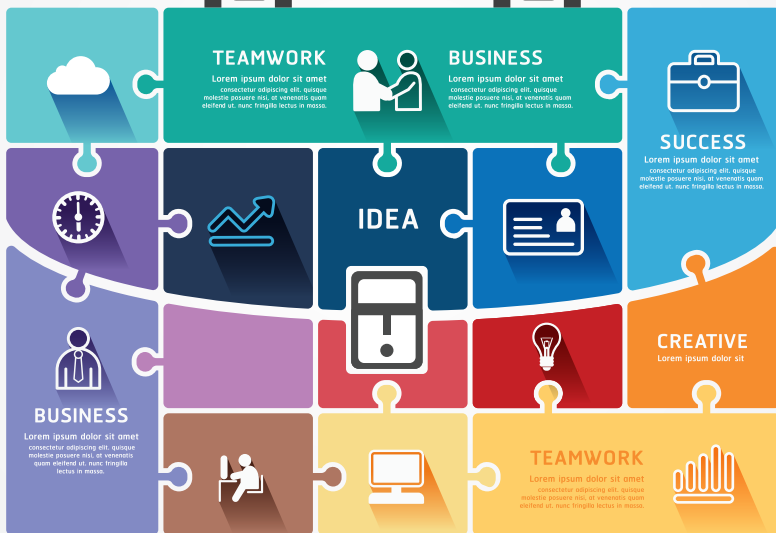 TEAMWORK
Lorem ipsum dolor sit amet
consectetur adipiscing elit. quisque
molestie posuere nisi, at venenatis quam
eleifend ut. nunc fringilla lectus in massa.
BUSINESS
Lorem ipsum dolor sit amet
consectetur adipiscing elit. quisque
molestie posuere nisi, at venenatis quam
eleifend ut. nunc fringilla lectus in massa.
SUCCESS
Lorem ipsum dolor sit amet
consectetur adipiscing elit. quisque
molestie posuere nisi, at venenatis quam
eleifend ut. nunc fringilla lectus in massa.
IDEA
CREATIVE
Lorem ipsum dolor sit
BUSINESS
Lorem ipsum dolor sit amet
consectetur adipiscing elit. quisque
molestie posuere nisi, at venenatis
quam eleifend ut. nunc fringilla
lectus in massa.
TEAMWORK
Lorem ipsum dolor sit amet
consectetur adipiscing elit. quisque
molestie posuere nisi, at venenatis quam
eleifend ut. nunc fringilla lectus in massa.